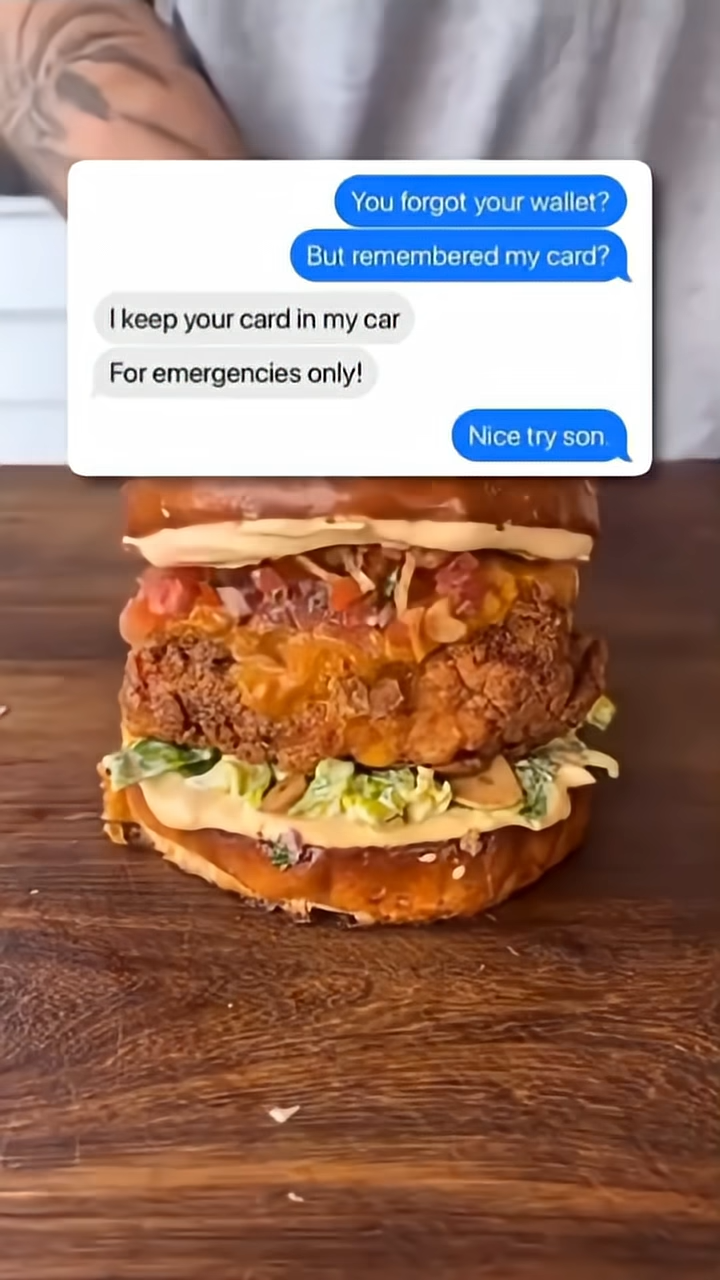 You forgot your wallet?
But remembered my card?
I keep your card in my car
For emergencies only!
Nice try son.